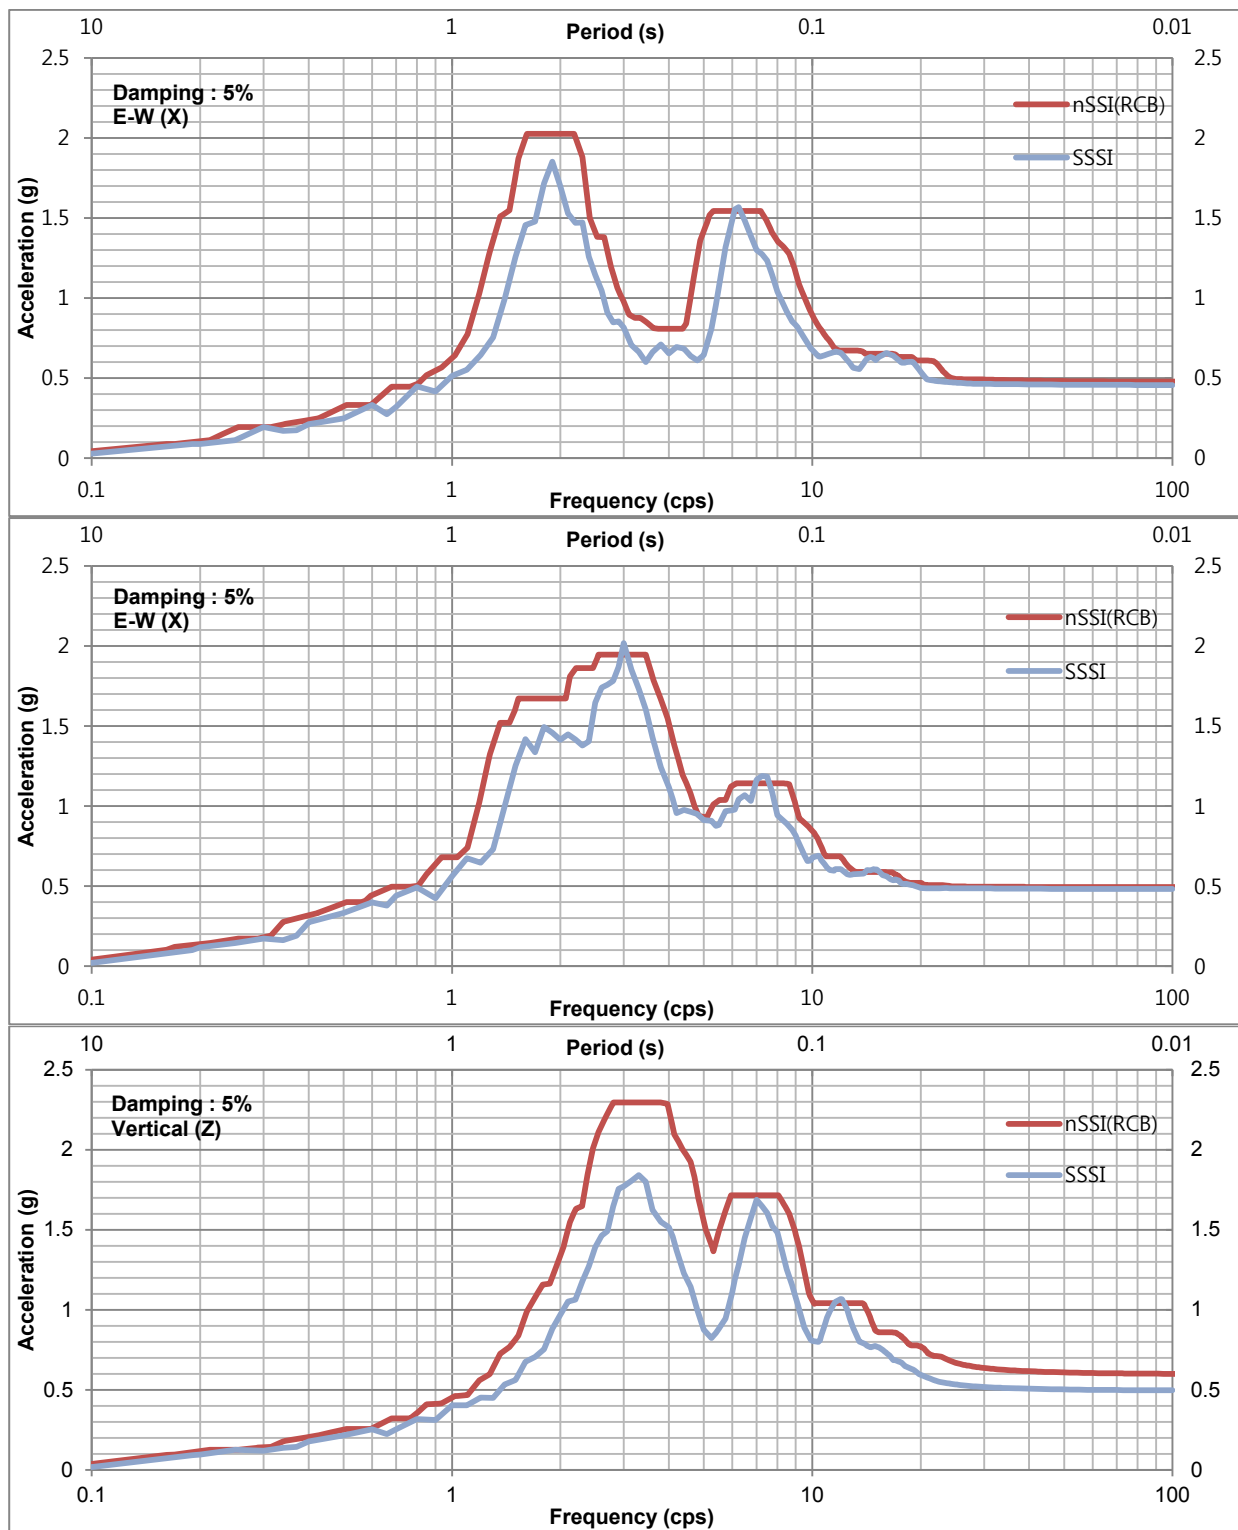 10 1 Period (s) 0.1 0.01
2.5 2.5
Damping : 5%
E-W (X)
nSSI(RCB)
2 2
SSSI
Acceleration (g)
1.5 1.5
1 1
0.5 0.5
0 0
0.1 1 10 100
Frequency (cps)
10 1 Period (s) 0.1 0.01
2.5 2.5
Damping : 5%
E-W (X)
nSSI(RCB)
2 2
SSSI
Acceleration (g)
1.5 1.5
1 1
0.5 0.5
0 0
0.1 1 10 100
Frequency (cps)
10 1 Period (s) 0.1 0.01
2.5 2.5
Damping : 5%
Vertical (Z)
nSSI(RCB)
2 2
SSSI
Acceleration (g)
1.5 1.5
1 1
0.5 0.5
0 0
0.1 1 10 100
Frequency (cps)